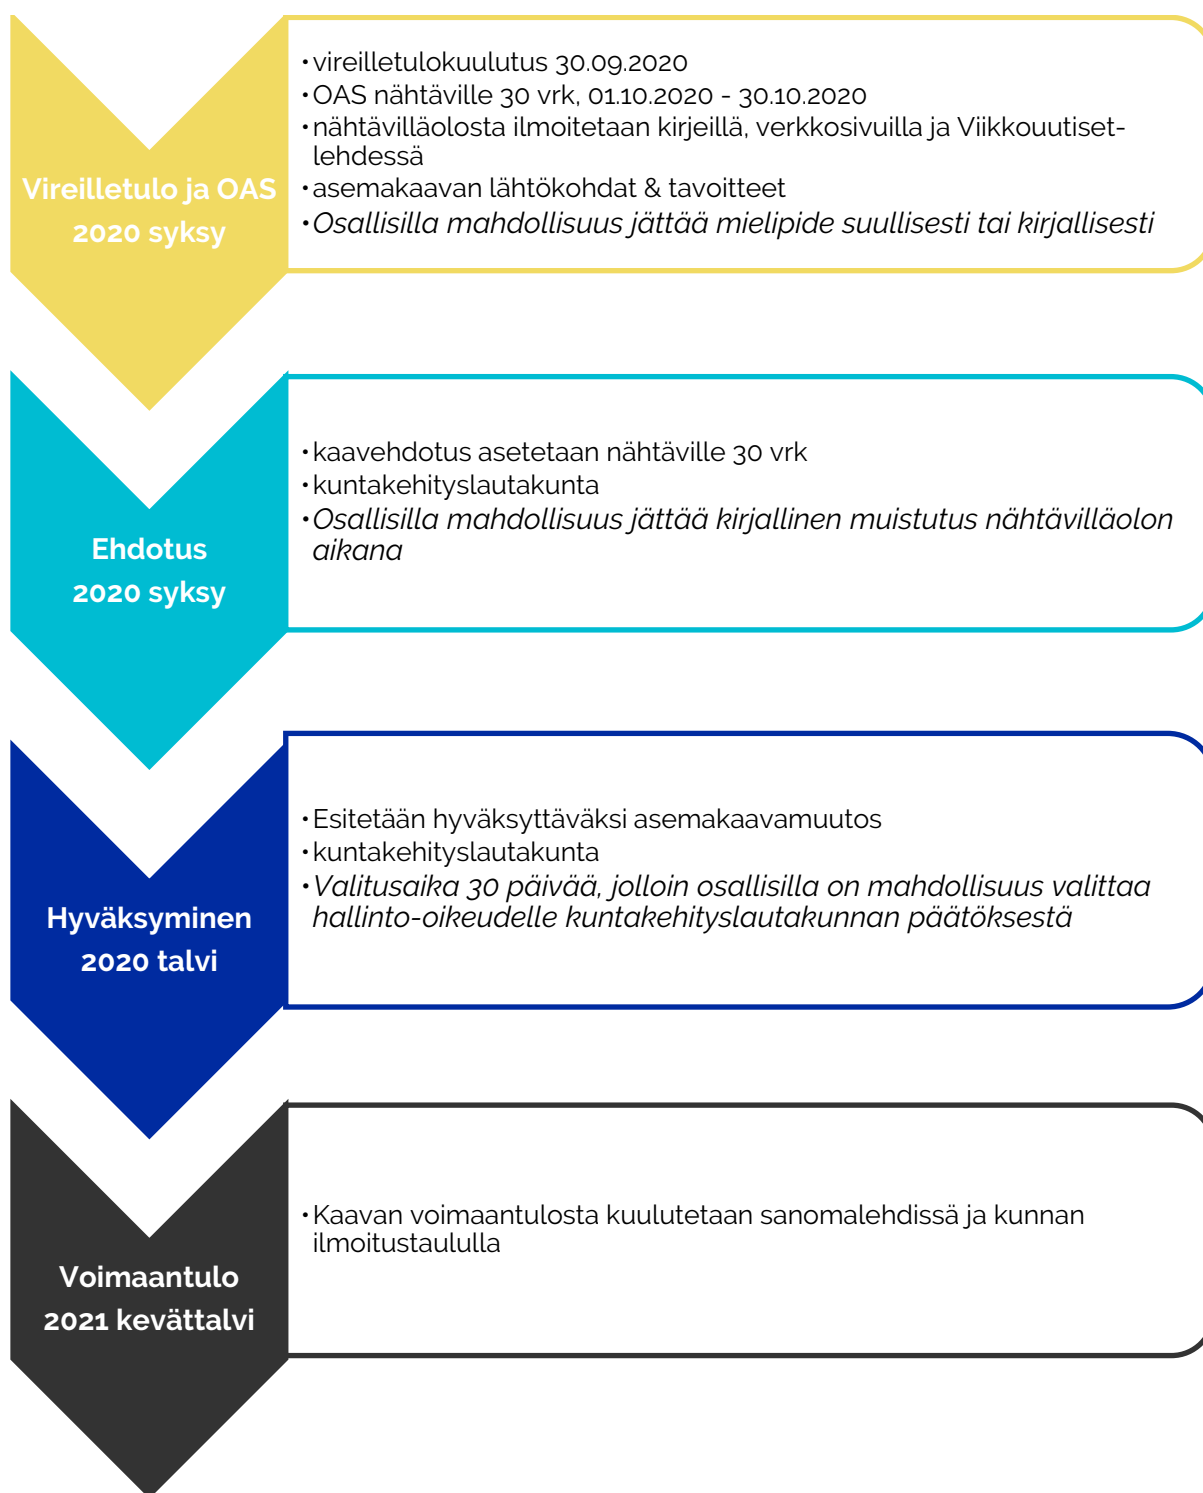 Vireilletulo ja OAS
2020 syksy
•vireilletulokuulutus 30.09.2020
•OAS nähtäville 30 vrk, 01.10.2020 - 30.10.2020
•nähtävilläolosta ilmoitetaan kirjeillä, verkkosivuilla ja Viikkouutiset-
lehdessä
•asemakaavan lähtökohdat & tavoitteet
•Osallisilla mahdollisuus jättää mielipide suullisesti tai kirjallisesti
Ehdotus
2020 syksy
•kaavehdotus asetetaan nähtäville 30 vrk
•kuntakehityslautakunta
•Osallisilla mahdollisuus jättää kirjallinen muistutus nähtävilläolon
aikana
Hyväksyminen
2020 talvi
•Esitetään hyväksyttäväksi asemakaavamuutos
•kuntakehityslautakunta
•Valitusaika 30 päivää, jolloin osallisilla on mahdollisuus valittaa
hallinto-oikeudelle kuntakehityslautakunnan päätöksestä
Voimaantulo
2021 kevättalvi
•Kaavan voimaantulosta kuulutetaan sanomalehdissä ja kunnan
ilmoitustaululla